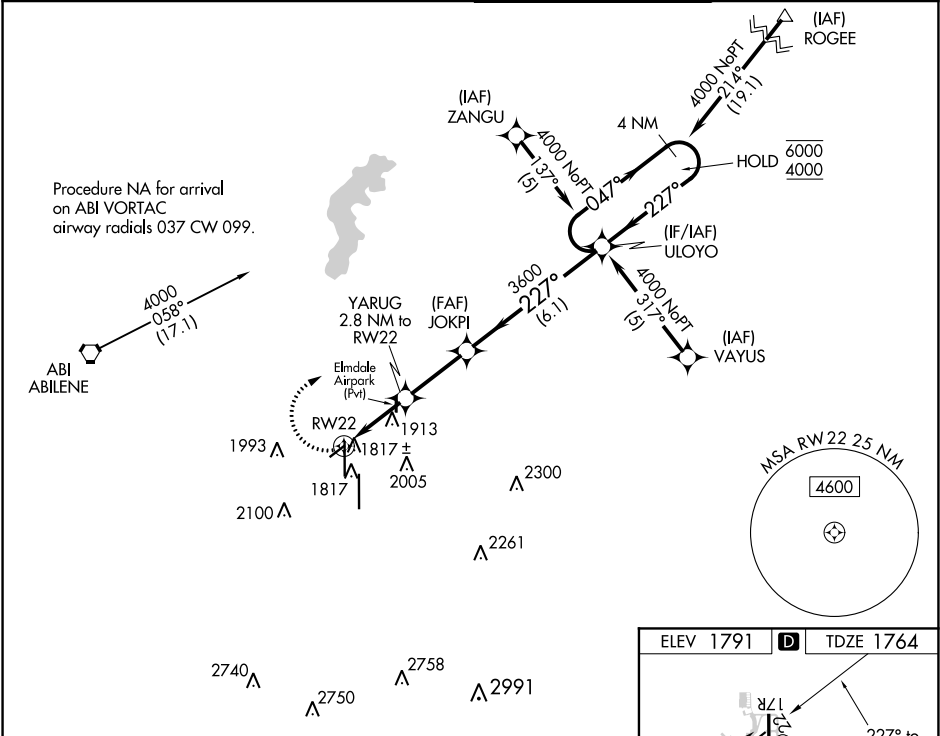 (IAF)
ROGEE
4000 NoPT
214°
(19.1)
(IAF)
ZANGU
4000 NoPT
137°
(5)
4 NM
HOLD
6000
4000
047°
227°
Procedure NA for arrival
on ABI VORTAC
airway radials 037 CW 099.
(IF/IAF)
ULOYO
3600
227°
(6.1)
4000 NoPT
317°
(5)
(IAF)
VAYUS
4000
058°
(17.1)
ABI
ABILENE
YARUG
2.8 NM to
RW22
(FAF)
JOKPI
Elmdale
Airpark
(Pvt)
RW22
1913
1993
1817 ±
2005
1817
2300
2100
2261
MSA RW22 25 NM
4600
2740
2750
2758
2991
ELEV 1791
D
TDZE 1764
17R
22
227° to